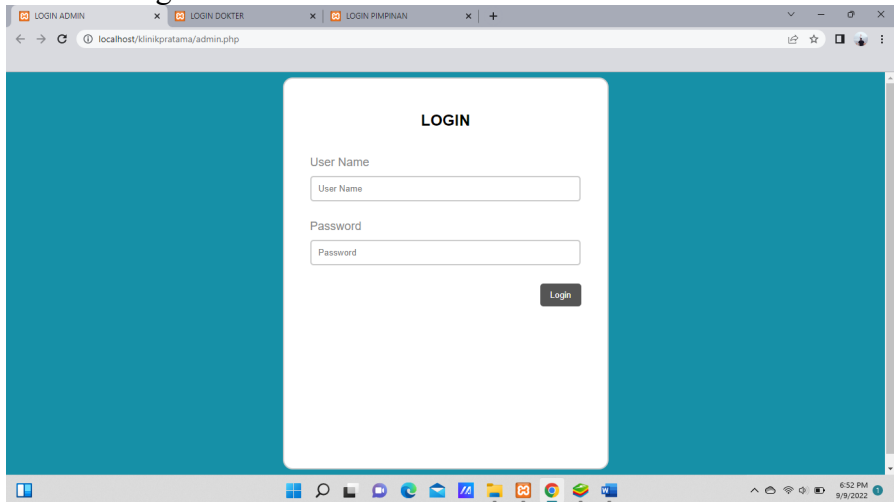 LOGIN ADMIN LOGIN DOKTER LOGIN PIMPINAN
localhost/klinikpratama/admin.php
LOGIN
User Name
User Name
Password
Password
Login
6:52 PM
9/9/2022 1